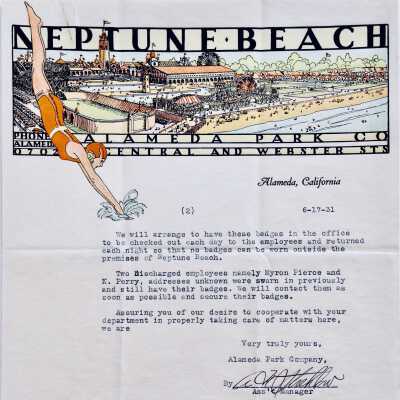 NEPTUNE·BEACH
PHONE ALAMEDA PARK CO
ALAMEDA
CENTRAL AND WEBSTER STS
Alameda, California
(2) 6-17-31
We will arrange to have these badges in the office
to be checked out each day to the employees and returned
each night so that no badges can be worn outside the
premises of Neptune Beach.
Two Discharged employees namely Myron Pierce and
K. Perry, addresses unknown were sworn in previously
and still have their badges. We will contact them as
soon as possible and secure their badges.
Assuring you of our desire to cooperate with your
department in properly taking care of matters here,
we are
Very truly yours,
Alameda Park Company,
By
Ass't Manager